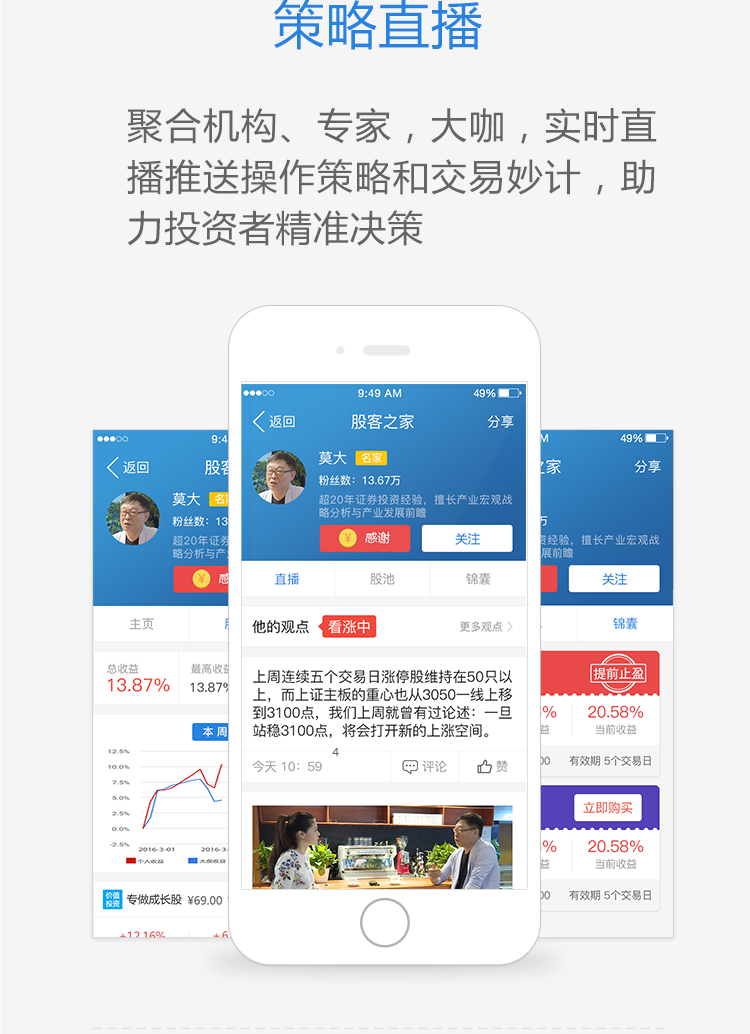 策略直播
聚合机构、专家，大咖，实时直
播推送操作策略和交易妙计，助
力投资者精准决策
9:49 AM
49%
返回
股客之家
分享
莫大
名家
粉丝数：13.67万
超20年证券投资经验，擅长产业宏观战
略分析与产业发展前瞻
¥ 感谢
关注
直播
股池
锦囊
他的观点
看涨中
更多观点
上周连续五个交易日涨停股维持在50只以
上，而上证主板的重心也从3050一线上移
到3100点，我们上周就曾有过论述：一旦
站稳3100点，将会打开新的上涨空间。
4
今天 10：59
评论
赞
9:4
返回
股客
莫大
名
粉丝数：13
超20年证券
略分析与产
¥ 感
主页
总收益
13.87%
最高收益
13.87%
本 周
12.5%
10.0%
7.5%
5.0%
2.5%
0.0%
-2.5%
2016-3-01
2016-3-
个人收益
大盘收益
价值
投资
专做成长股
¥69.00
+12.16%
+6
M
49%
之家
分享
万
资经验，擅长产业宏观战
展前瞻
关注
锦囊
提前止盈
%
20.58%
益
当前收益
00
有效期 5个交易日
立即购买
%
20.58%
益
当前收益
00
有效期 5个交易日